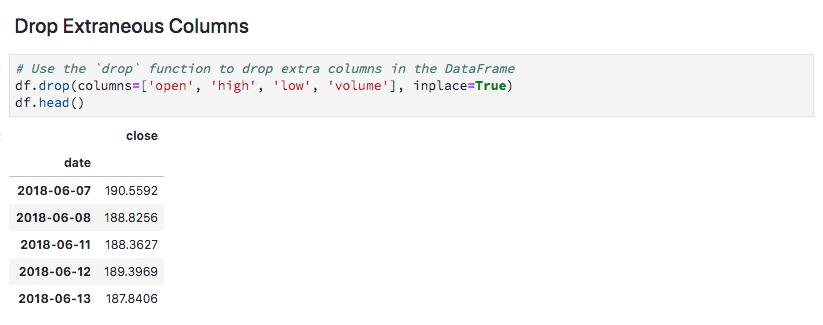 Drop Extraneous Columns
# Use the `drop` function to drop extra columns in the DataFrame
df.drop(columns=['open', 'high', 'low', 'volume'], inplace=True)
df.head()
close
date
2018-06-07 190.5592
2018-06-08 188.8256
2018-06-11 188.3627
2018-06-12 189.3969
2018-06-13 187.8406